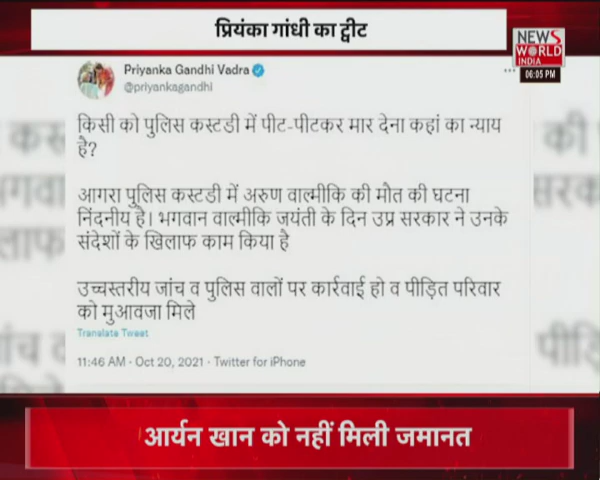 प्रियंका गांधी का ट्वीट
NEWS
WORLD
INDIA
06:05 PM
Priyanka Gandhi Vadra
@priyankagandhi
किसी को पुलिस कस्टडी में पीट-पीटकर मार देना कहां का न्याय
है?
आगरा पुलिस कस्टडी में अरुण वाल्मीकि की मौत की घटना
निंदनीय है। भगवान वाल्मीकि जयंती के दिन उप्र सरकार ने उनके
संदेशों के खिलाफ काम किया है
उच्चस्तरीय जांच व पुलिस वालों पर कार्रवाई हो व पीड़ित परिवार
को मुआवजा मिले
Translate Tweet
11:46 AM · Oct 20, 2021 · Twitter for iPhone
आर्यन खान को नहीं मिली जमानत